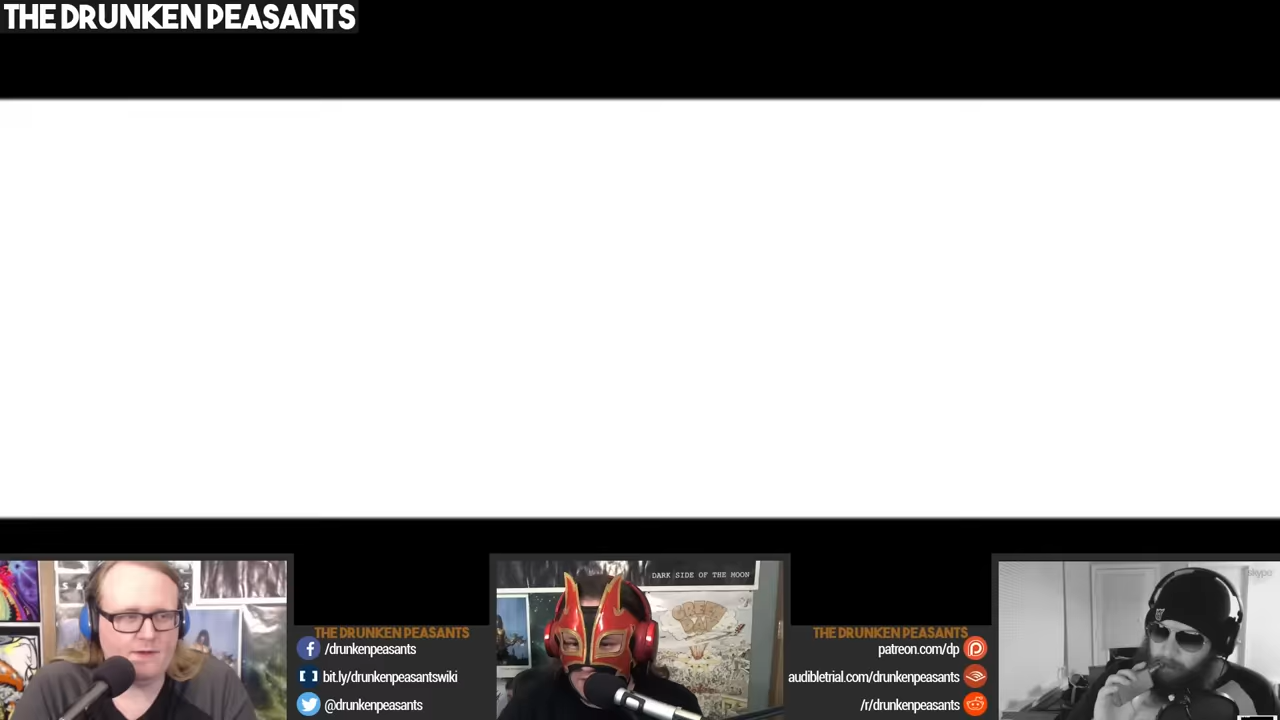 THE DRUNKEN PEASANTS
DARK SIDE OF THE MOON
GREEN DAY
skype
THE DRUNKEN PEASANTS
/drunkenpeasants
bit.ly/drunkenpeasantswiki
@drunkenpeasants
THE DRUNKEN PEASANTS
patreon.com/dp
audibletrial.com/drunkenpeasants
/r/drunkenpeasants